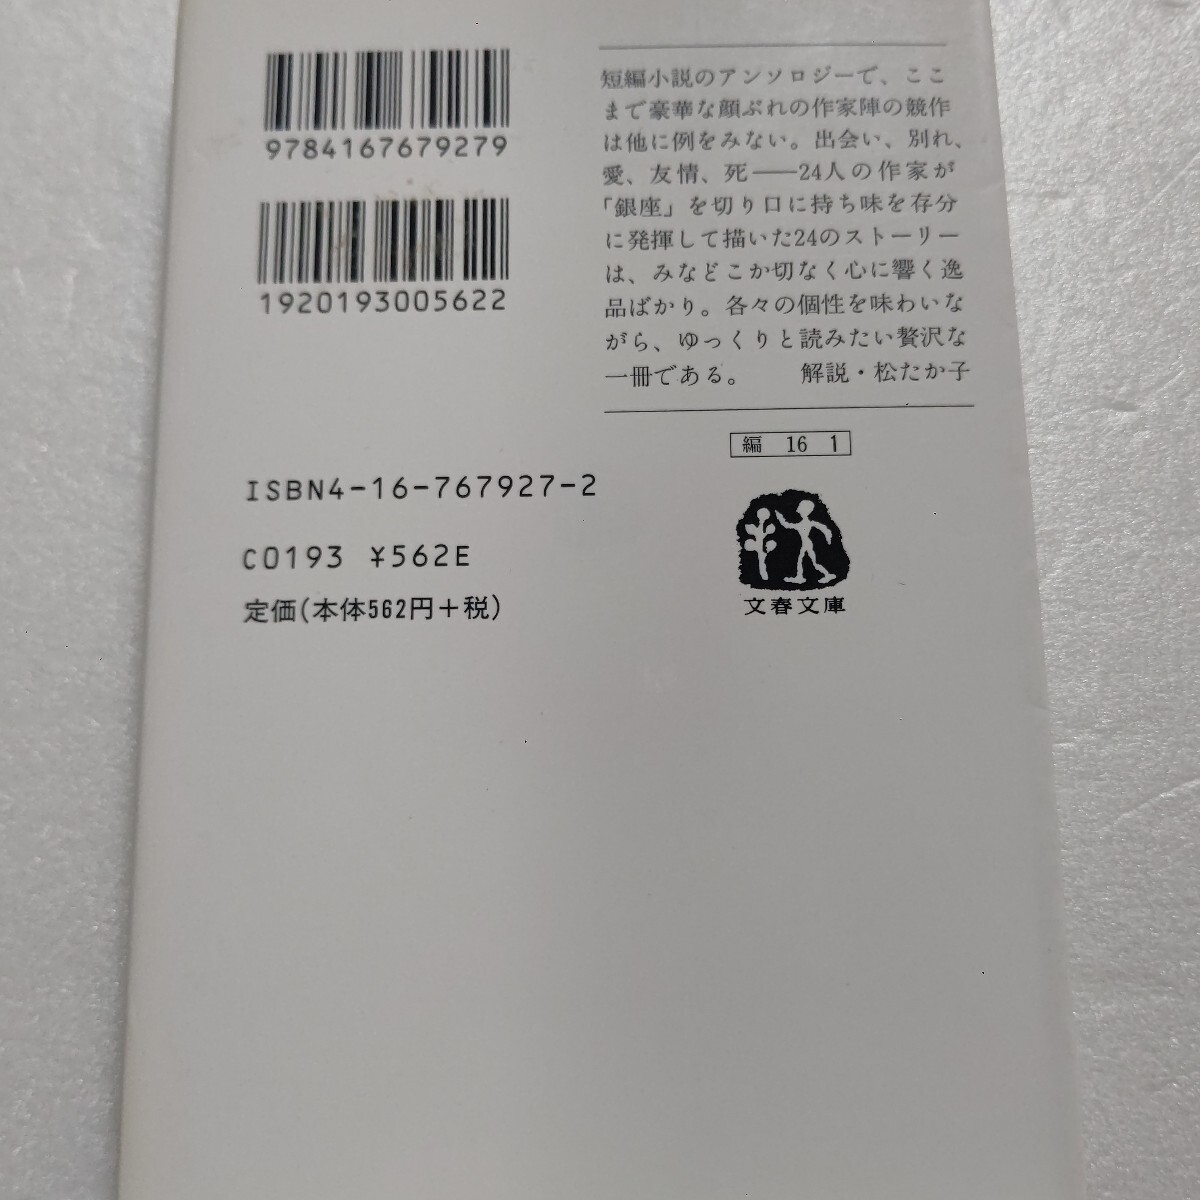 9784167679279
1920193005622
短編小説のアンソロジーで、ここ
まで豪華な顔ぶれの作家陣の競作
は他に例をみない。出会い、別れ、
愛、友情、死──24人の作家が
「銀座」を切り口に持ち味を存分
に発揮して描いた24のストーリー
は、みなどこか切なく心に響く逸
品ばかり。各々の個性を味わいな
がら、ゆっくりと読みたい贅沢な
一冊である。　　解説・松たか子
編 16 1
ISBN4-16-767927-2
C0193 ¥562E
定価(本体562円+税)
文春文庫